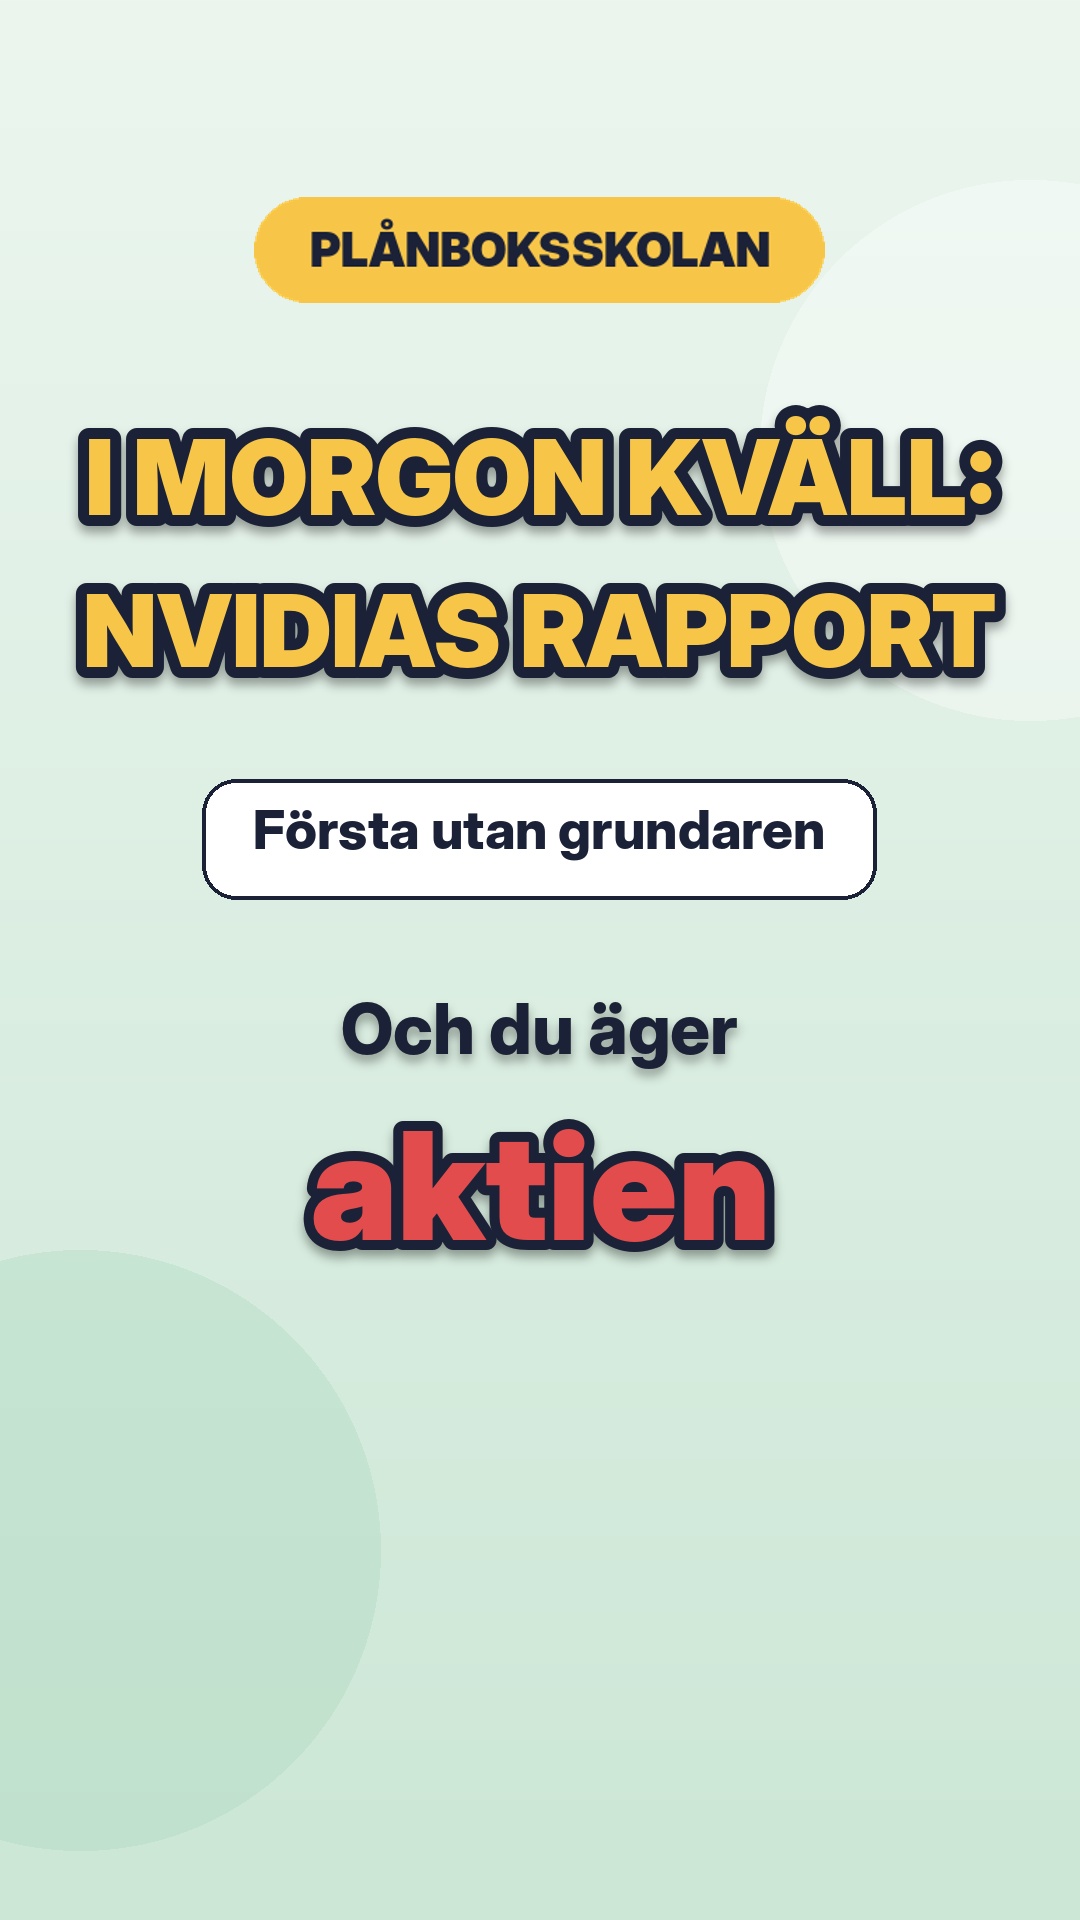 PLÅNBOKSSKOLAN
I MORGON KVÄLL:
NVIDIAS RAPPORT
Första utan grundaren
Och du äger
aktien